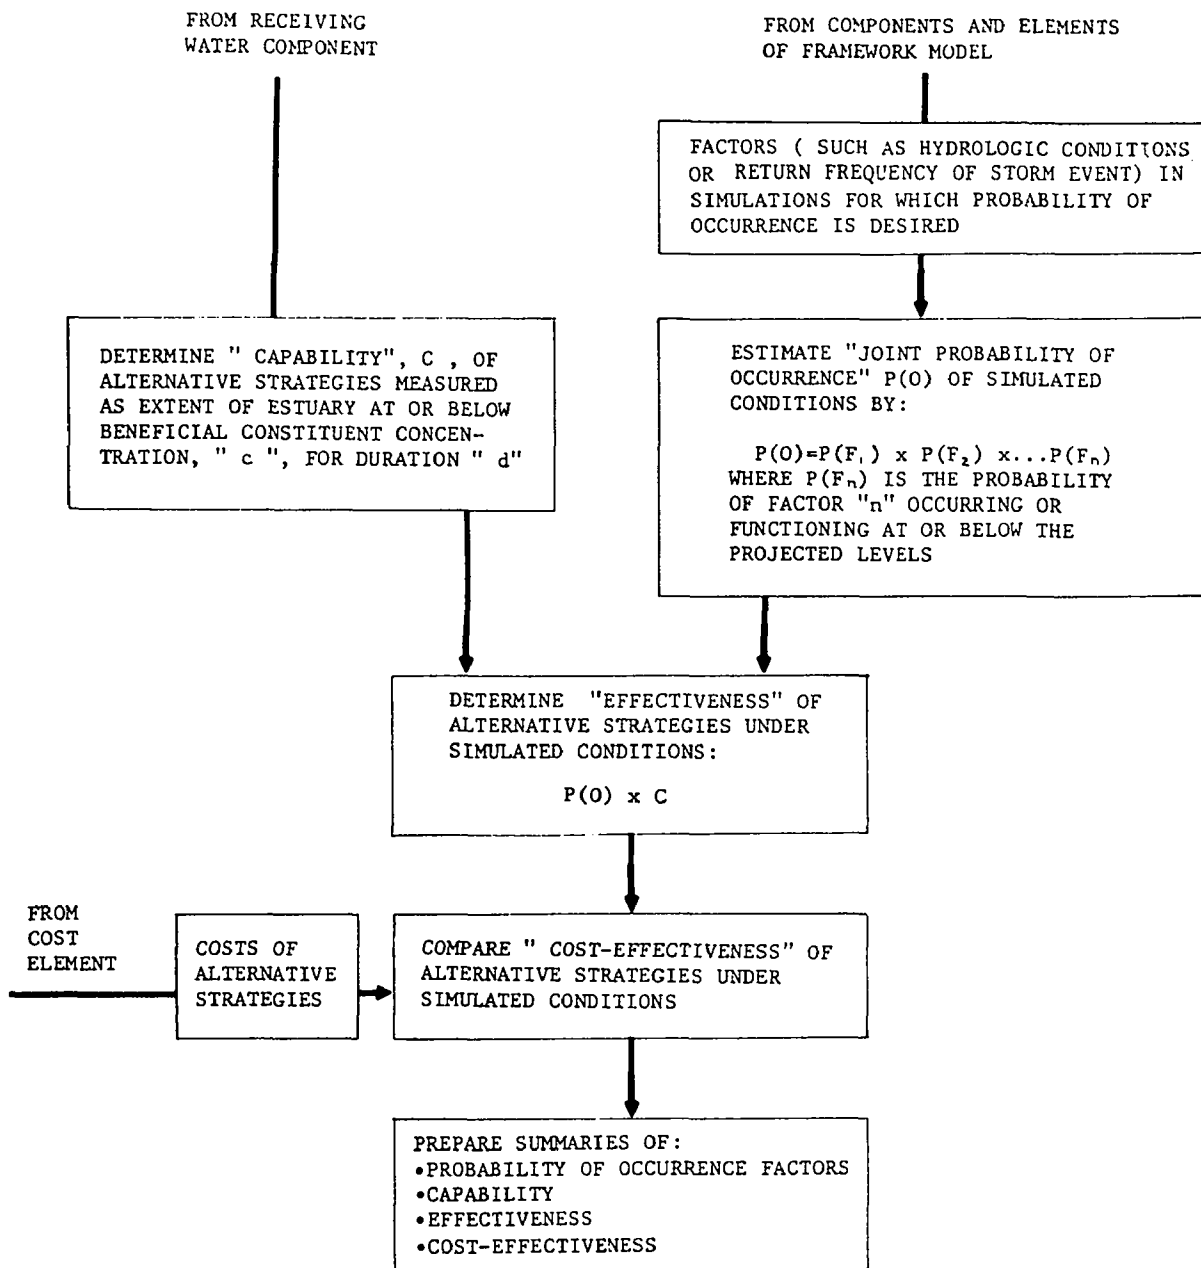 FROM RECEIVING
WATER COMPONENT
FROM COMPONENTS AND ELEMENTS
OF FRAMEWORK MODEL
FACTORS ( SUCH AS HYDROLOGIC CONDITIONS
OR RETURN FREQUENCY OF STORM EVENT) IN
SIMULATIONS FOR WHICH PROBABILITY OF
OCCURRENCE IS DESIRED
DETERMINE " CAPABILITY", C , OF
ALTERNATIVE STRATEGIES MEASURED
AS EXTENT OF ESTUARY AT OR BELOW
BENEFICIAL CONSTITUENT CONCEN-
TRATION, " c ", FOR DURATION " d"
ESTIMATE "JOINT PROBABILITY OF
OCCURRENCE" P(O) OF SIMULATED
CONDITIONS BY:
P(O)=P(F₁) x P(F₂) x...P(Fₙ)
WHERE P(Fₙ) IS THE PROBABILITY
OF FACTOR "n" OCCURRING OR
FUNCTIONING AT OR BELOW THE
PROJECTED LEVELS
DETERMINE "EFFECTIVENESS" OF
ALTERNATIVE STRATEGIES UNDER
SIMULATED CONDITIONS:
P(O) x C
FROM
COST
ELEMENT
COSTS OF
ALTERNATIVE
STRATEGIES
COMPARE " COST-EFFECTIVENESS" OF
ALTERNATIVE STRATEGIES UNDER
SIMULATED CONDITIONS
PREPARE SUMMARIES OF:
•PROBABILITY OF OCCURRENCE FACTORS
•CAPABILITY
•EFFECTIVENESS
•COST-EFFECTIVENESS